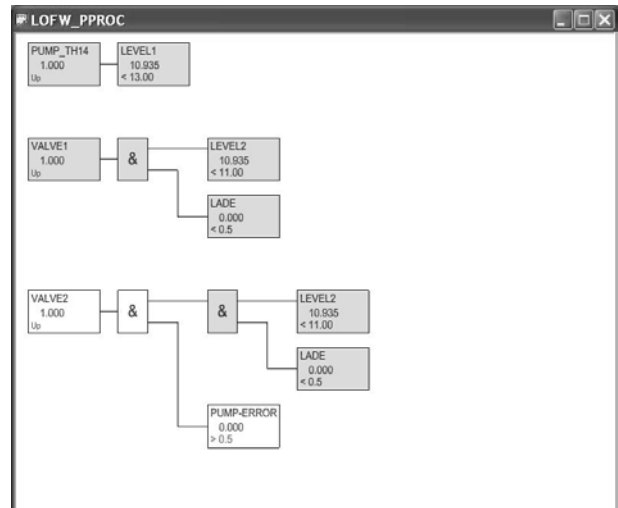 LOFW_PPROC
PUMP_TH14
1.000
Up
LEVEL1
10.935
< 13.00
VALVE1
1.000
Up
&
LEVEL2
10.935
< 11.00
LADE
0.000
< 0.5
VALVE2
1.000
Up
&
&
LEVEL2
10.935
< 11.00
LADE
0.000
< 0.5
PUMP-ERROR
0.000
> 0.5